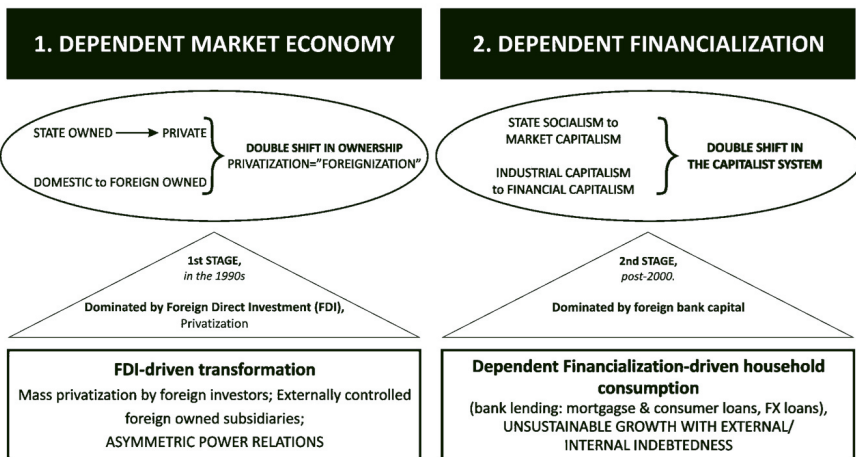 1. DEPENDENT MARKET ECONOMY
STATE OWNED → PRIVATE
DOMESTIC to FOREIGN OWNED
DOUBLE SHIFT IN OWNERSHIP
PRIVATIZATION="FOREIGNIZATION"
1st STAGE,
in the 1990s
Dominated by Foreign Direct Investment (FDI),
Privatization
FDI-driven transformation
Mass privatization by foreign investors; Externally controlled
foreign owned subsidiaries;
ASYMMETRIC POWER RELATIONS
2. DEPENDENT FINANCIALIZATION
STATE SOCIALISM to
MARKET CAPITALISM
INDUSTRIAL CAPITALISM
to FINANCIAL CAPITALISM
DOUBLE SHIFT IN
THE CAPITALIST SYSTEM
2nd STAGE,
post-2000.
Dominated by foreign bank capital
Dependent Financialization-driven household
consumption
(bank lending: mortgagse & consumer loans, FX loans),
UNSUSTAINABLE GROWTH WITH EXTERNAL/
INTERNAL INDEBTEDNESS